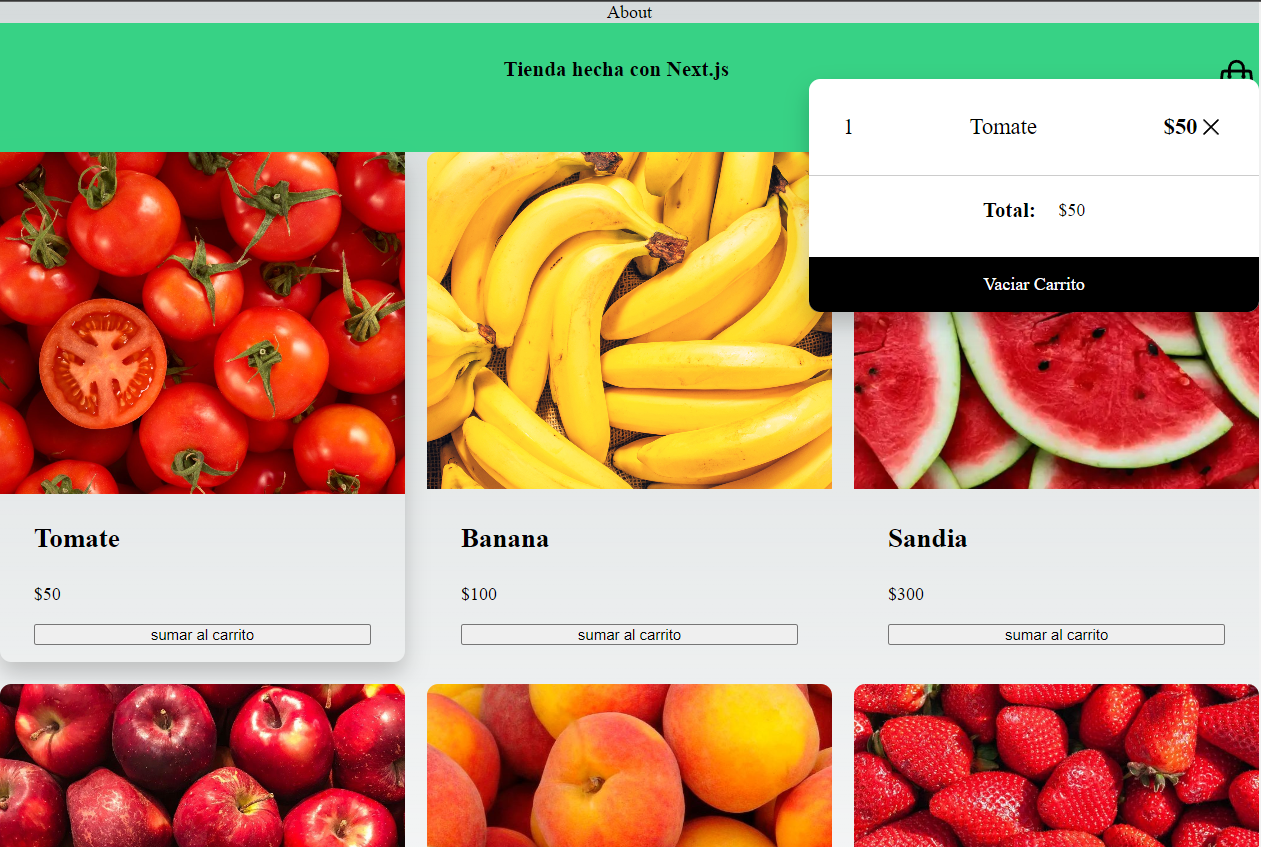 About
Tienda hecha con Next.js
1 Tomate $50
Total: $50
Vaciar Carrito
Tomate
$50
sumar al carrito
Banana
$100
sumar al carrito
Sandia
$300
sumar al carrito